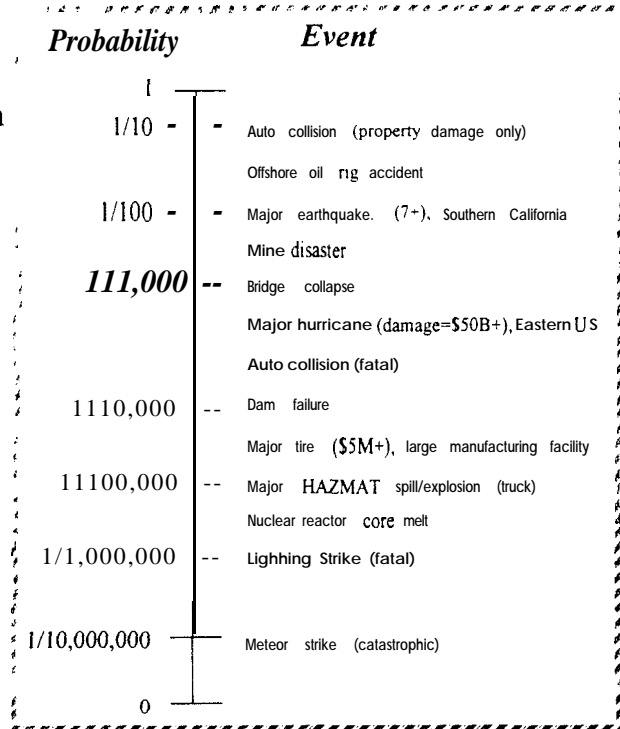 Probability Event
1
1/10 - - Auto collision (property damage only)
Offshore oil rig accident
1/100 - - Major earthquake. (7+), Southern California
Mine disaster
111,000 -- Bridge collapse
Major hurricane (damage=$50B+), Eastern US
Auto collision (fatal)
1110,000 -- Dam failure
Major tire ($5M+), large manufacturing facility
11100,000 -- Major HAZMAT spill/explosion (truck)
Nuclear reactor core melt
1/1,000,000 -- Lighhing Strike (fatal)
1/10,000,000 Meteor strike (catastrophic)
0